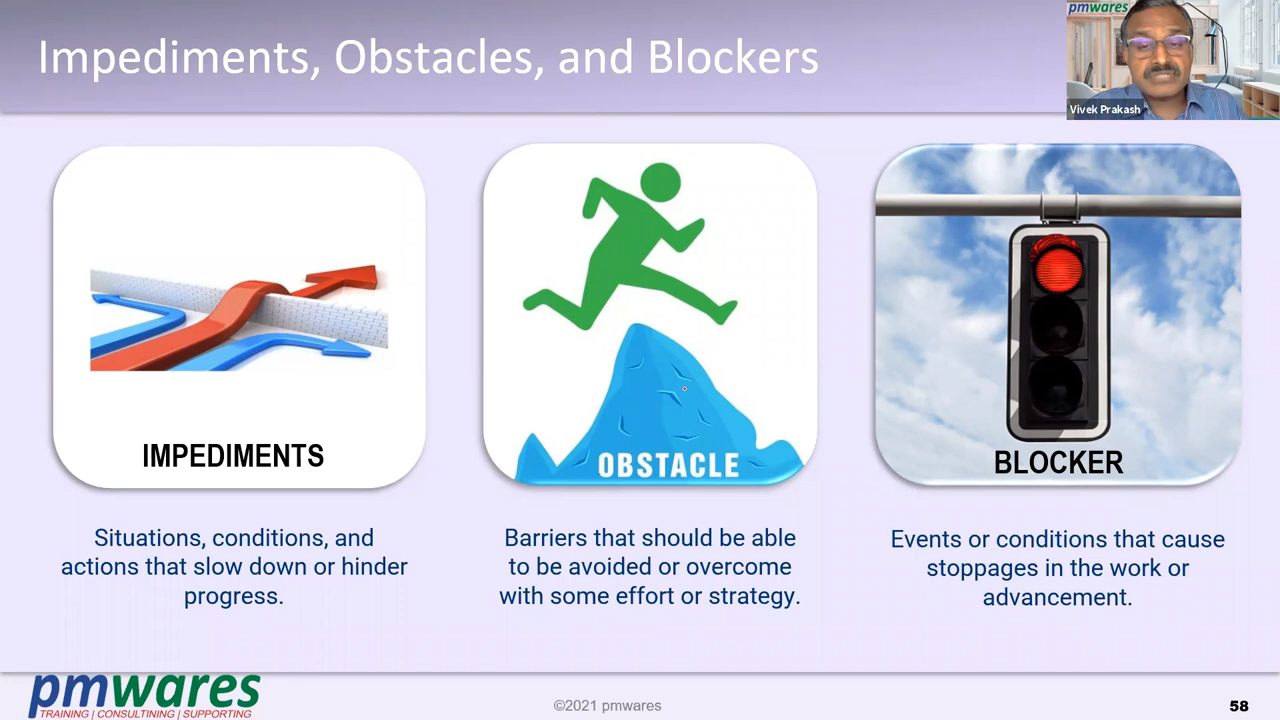 Impediments, Obstacles, and Blockers
pmwares
Vivek Prakash
IMPEDIMENTS
OBSTACLE
BLOCKER
Situations, conditions, and
actions that slow down or hinder
progress.
Barriers that should be able
to be avoided or overcome
with some effort or strategy.
Events or conditions that cause
stoppages in the work or
advancement.
pmwares
TRAINING | CONSULTINING | SUPPORTING
©2021 pmwares
58